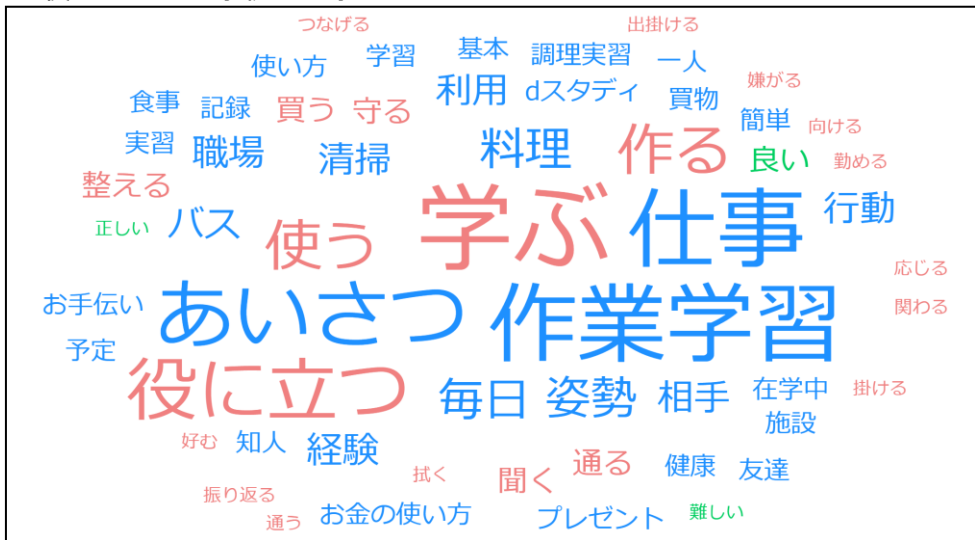 つなげる 出掛ける
使い方 学習 基本 調理実習 一人
食事 記録 買う 守る 利用 dスタディ 買物 嫌がる
実習 職場 清掃 料理 作る 簡単 向ける
整える 良い 勤める
正しい バス 使う 学ぶ 仕事 行動
応じる
お手伝い あいさつ 作業学習 関わる
予定 役に立つ 毎日 姿勢 相手 在学中 掛ける
施設
好む 知人 経験 拭く 聞く 通る 健康 友達
振り返る
通う お金の使い方 プレゼント 難しい